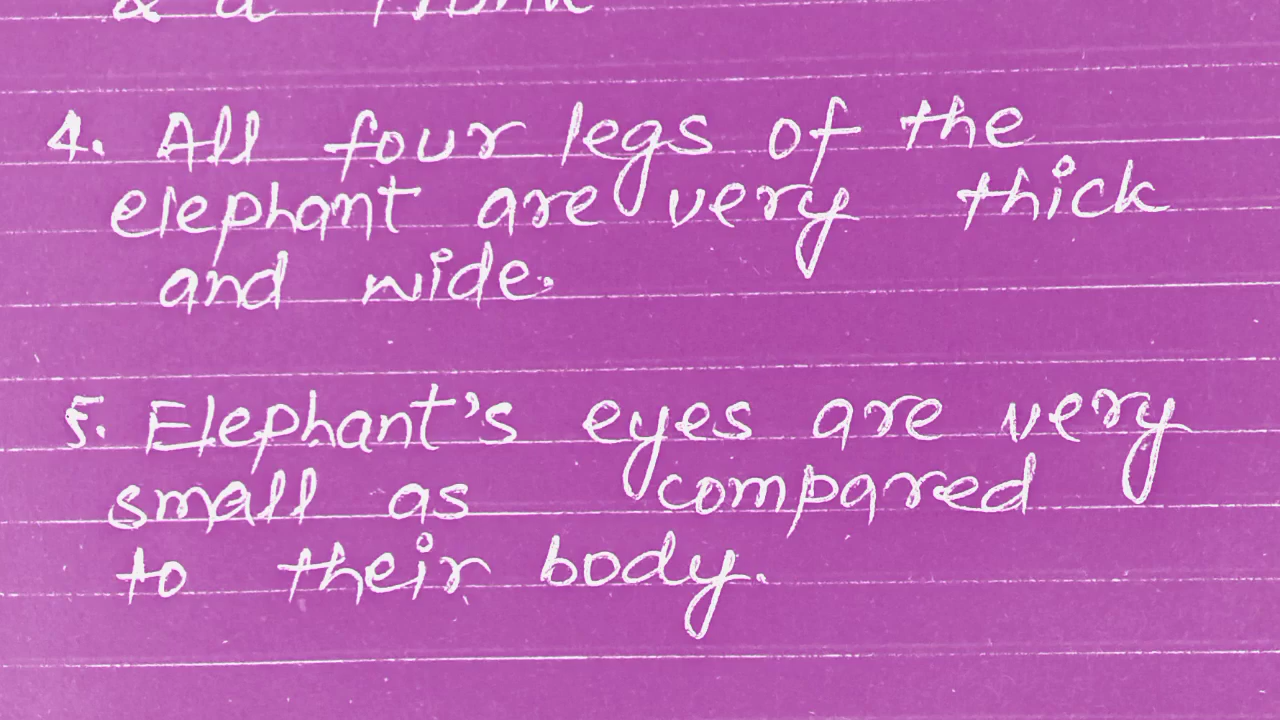 & a
4. All four legs of the
elephant are very thick
and wide.
5. Elephant's eyes are very
small as compared
to their body.